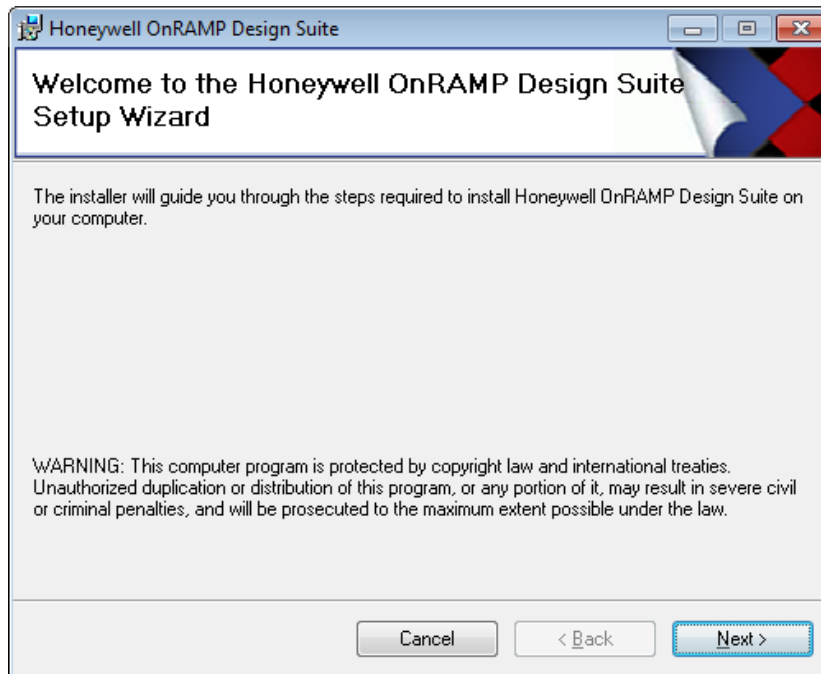 Honeywell OnRAMP Design Suite
Welcome to the Honeywell OnRAMP Design Suite
Setup Wizard
The installer will guide you through the steps required to install Honeywell OnRAMP Design Suite on
your computer.
WARNING: This computer program is protected by copyright law and international treaties.
Unauthorized duplication or distribution of this program, or any portion of it, may result in severe civil
or criminal penalties, and will be prosecuted to the maximum extent possible under the law.
Cancel < Back Next >